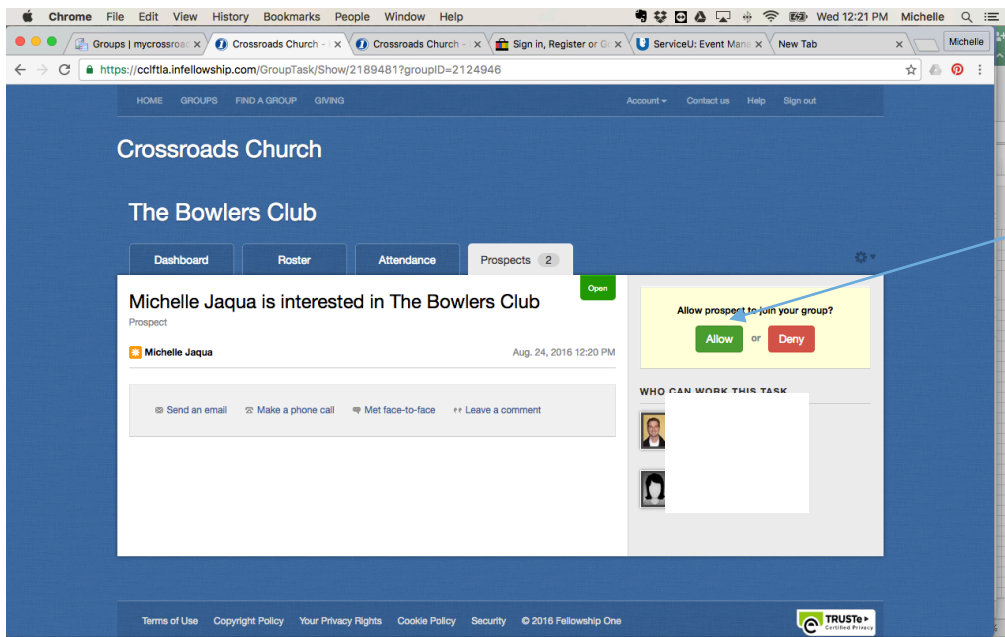 Chrome File Edit View History Bookmarks People Window Help Wed 12:21 PM Michelle
Groups | mycrossroad Crossroads Church - Crossroads Church - Sign in, Register or Go ServiceU: Event Mana New Tab Michelle
https://cclftla.infellowship.com/GroupTask/Show/2189481?groupID=2124946
HOME GROUPS FIND A GROUP GIVING Account Contact us Help Sign out
Crossroads Church
The Bowlers Club
Dashboard Roster Attendance Prospects 2
Open
Michelle Jaqua is interested in The Bowlers Club
Prospect
Michelle Jaqua Aug. 24, 2016 12:20 PM
Send an email Make a phone call Met face-to-face Leave a comment
Allow prospect to join your group?
Allow or Deny
WHO CAN WORK THIS TASK
Terms of Use Copyright Policy Your Privacy Rights Cookie Policy Security © 2016 Fellowship One
TRUSTe
Certified Privacy